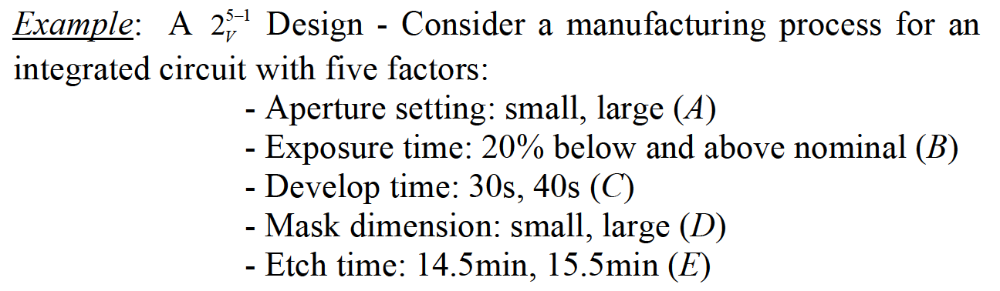 Example: A 2_V^{5–1} Design - Consider a manufacturing process for an
integrated circuit with five factors:
- Aperture setting: small, large (A)
- Exposure time: 20% below and above nominal (B)
- Develop time: 30s, 40s (C)
- Mask dimension: small, large (D)
- Etch time: 14.5min, 15.5min (E)